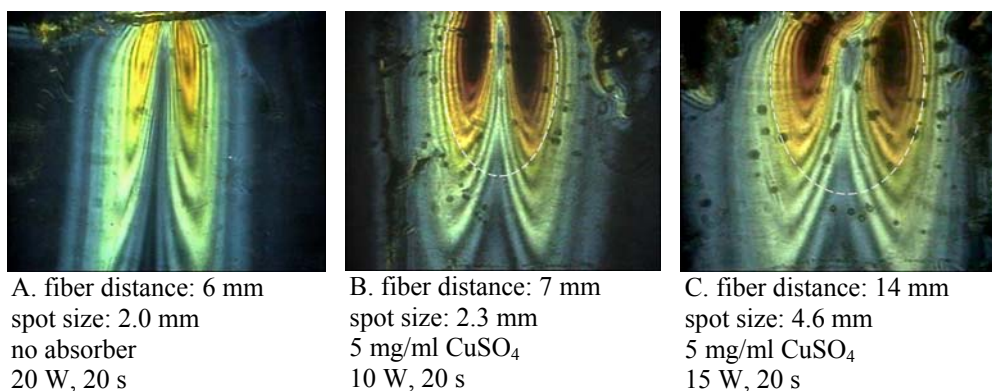 A. fiber distance: 6 mm
spot size: 2.0 mm
no absorber
20 W, 20 s
B. fiber distance: 7 mm
spot size: 2.3 mm
5 mg/ml CuSO₄
10 W, 20 s
C. fiber distance: 14 mm
spot size: 4.6 mm
5 mg/ml CuSO₄
15 W, 20 s